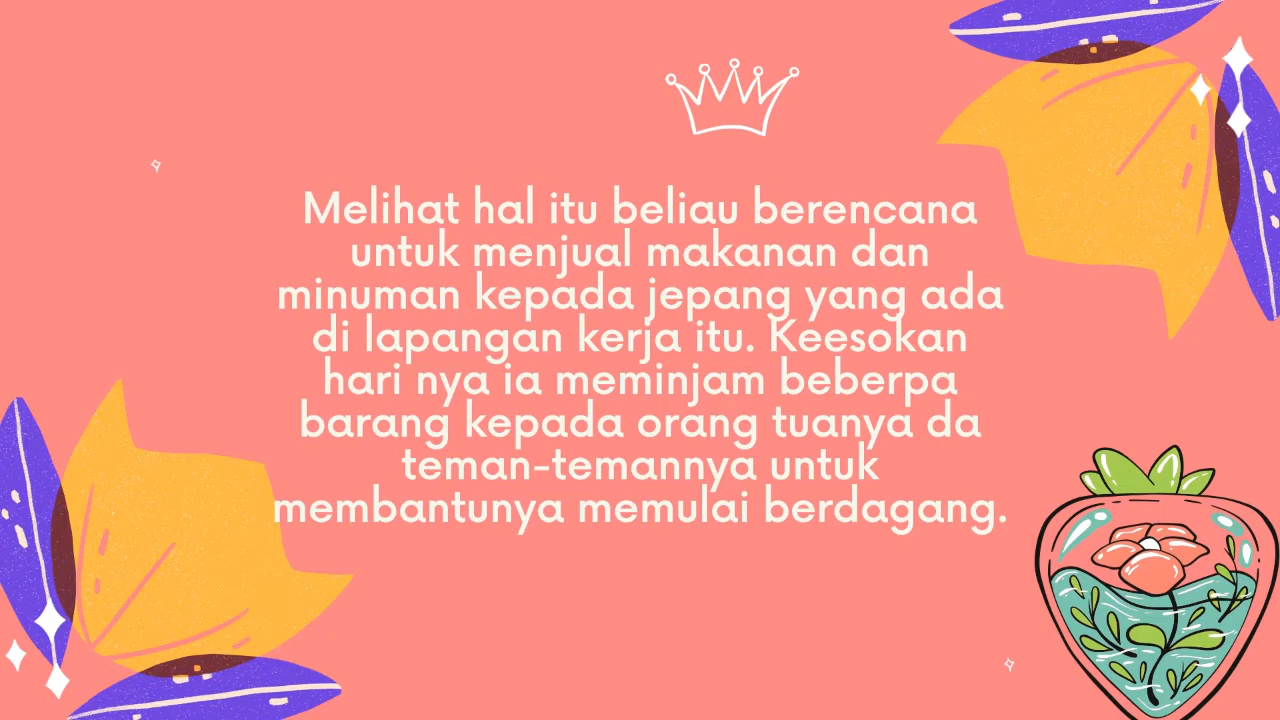 Melihat hal itu beliau berencana
untuk menjual makanan dan
minuman kepada jepang yang ada
di lapangan kerja itu. Keesokan
hari nya ia meminjam beberpa
barang kepada orang tuanya da
teman-temannya untuk
membantunya memulai berdagang.